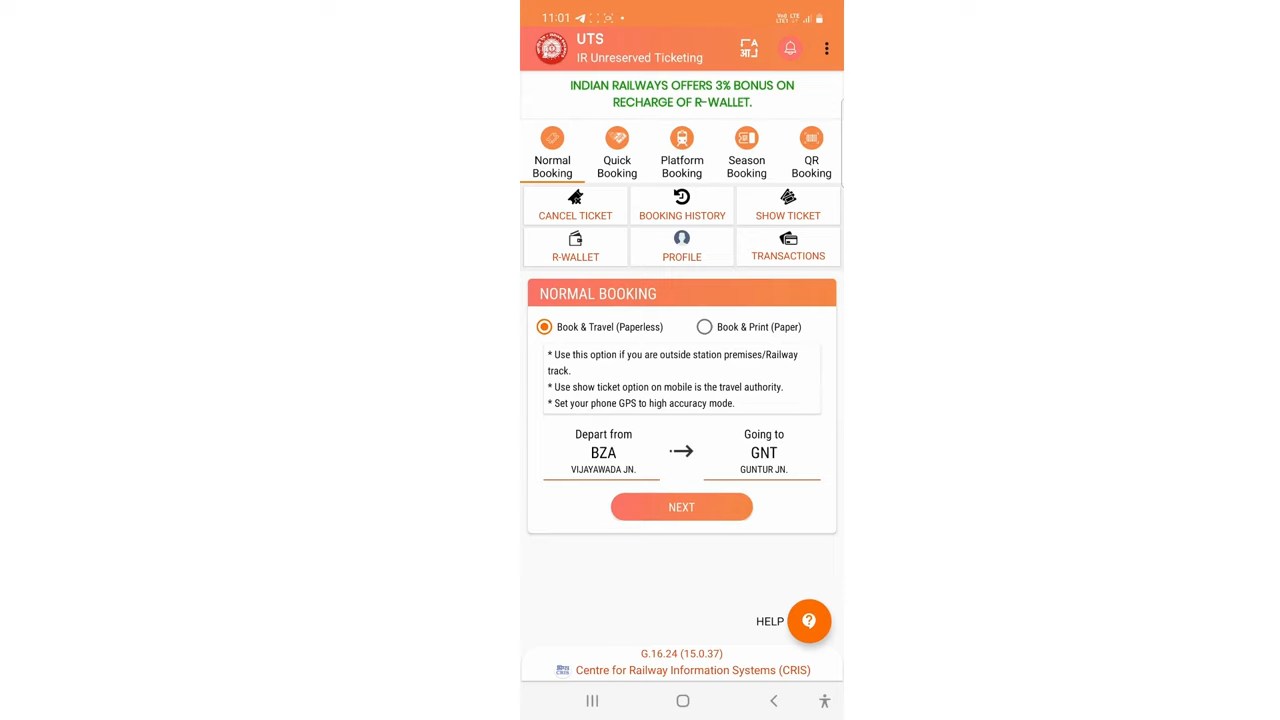 11:01
UTS
IR Unreserved Ticketing
INDIAN RAILWAYS OFFERS 3% BONUS ON
RECHARGE OF R-WALLET.
Normal Booking
Quick Booking
Platform Booking
Season Booking
QR Booking
CANCEL TICKET
BOOKING HISTORY
SHOW TICKET
R-WALLET
PROFILE
TRANSACTIONS
NORMAL BOOKING
Book & Travel (Paperless)
Book & Print (Paper)
* Use this option if you are outside station premises/Railway
track.
* Use show ticket option on mobile is the travel authority.
* Set your phone GPS to high accuracy mode.
Depart from
BZA
VIJAYAWADA JN.
Going to
GNT
GUNTUR JN.
NEXT
HELP
G.16.24 (15.0.37)
Centre for Railway Information Systems (CRIS)